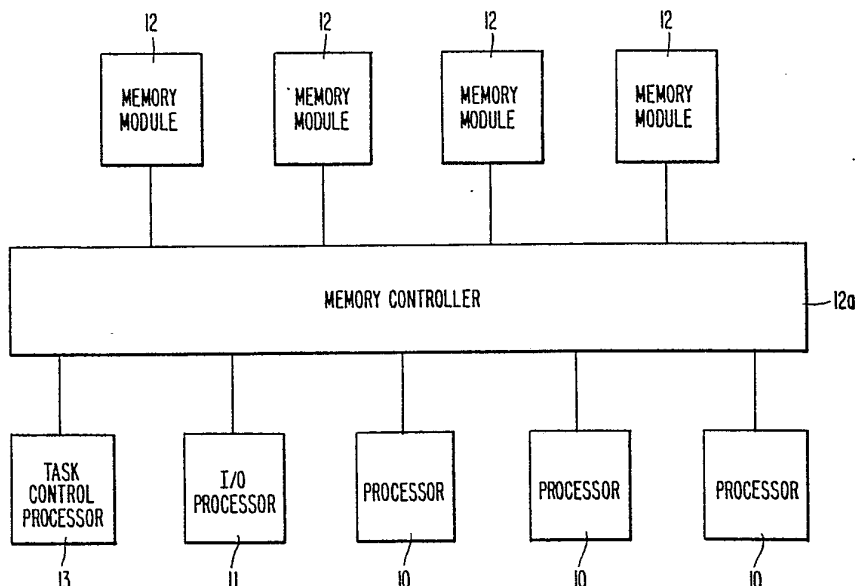 12 12 12 12
MEMORY MODULE
MEMORY MODULE
MEMORY MODULE
MEMORY MODULE
MEMORY CONTROLLER
12a
TASK CONTROL PROCESSOR
I/O PROCESSOR
PROCESSOR
PROCESSOR
PROCESSOR
13 11 10 10 10